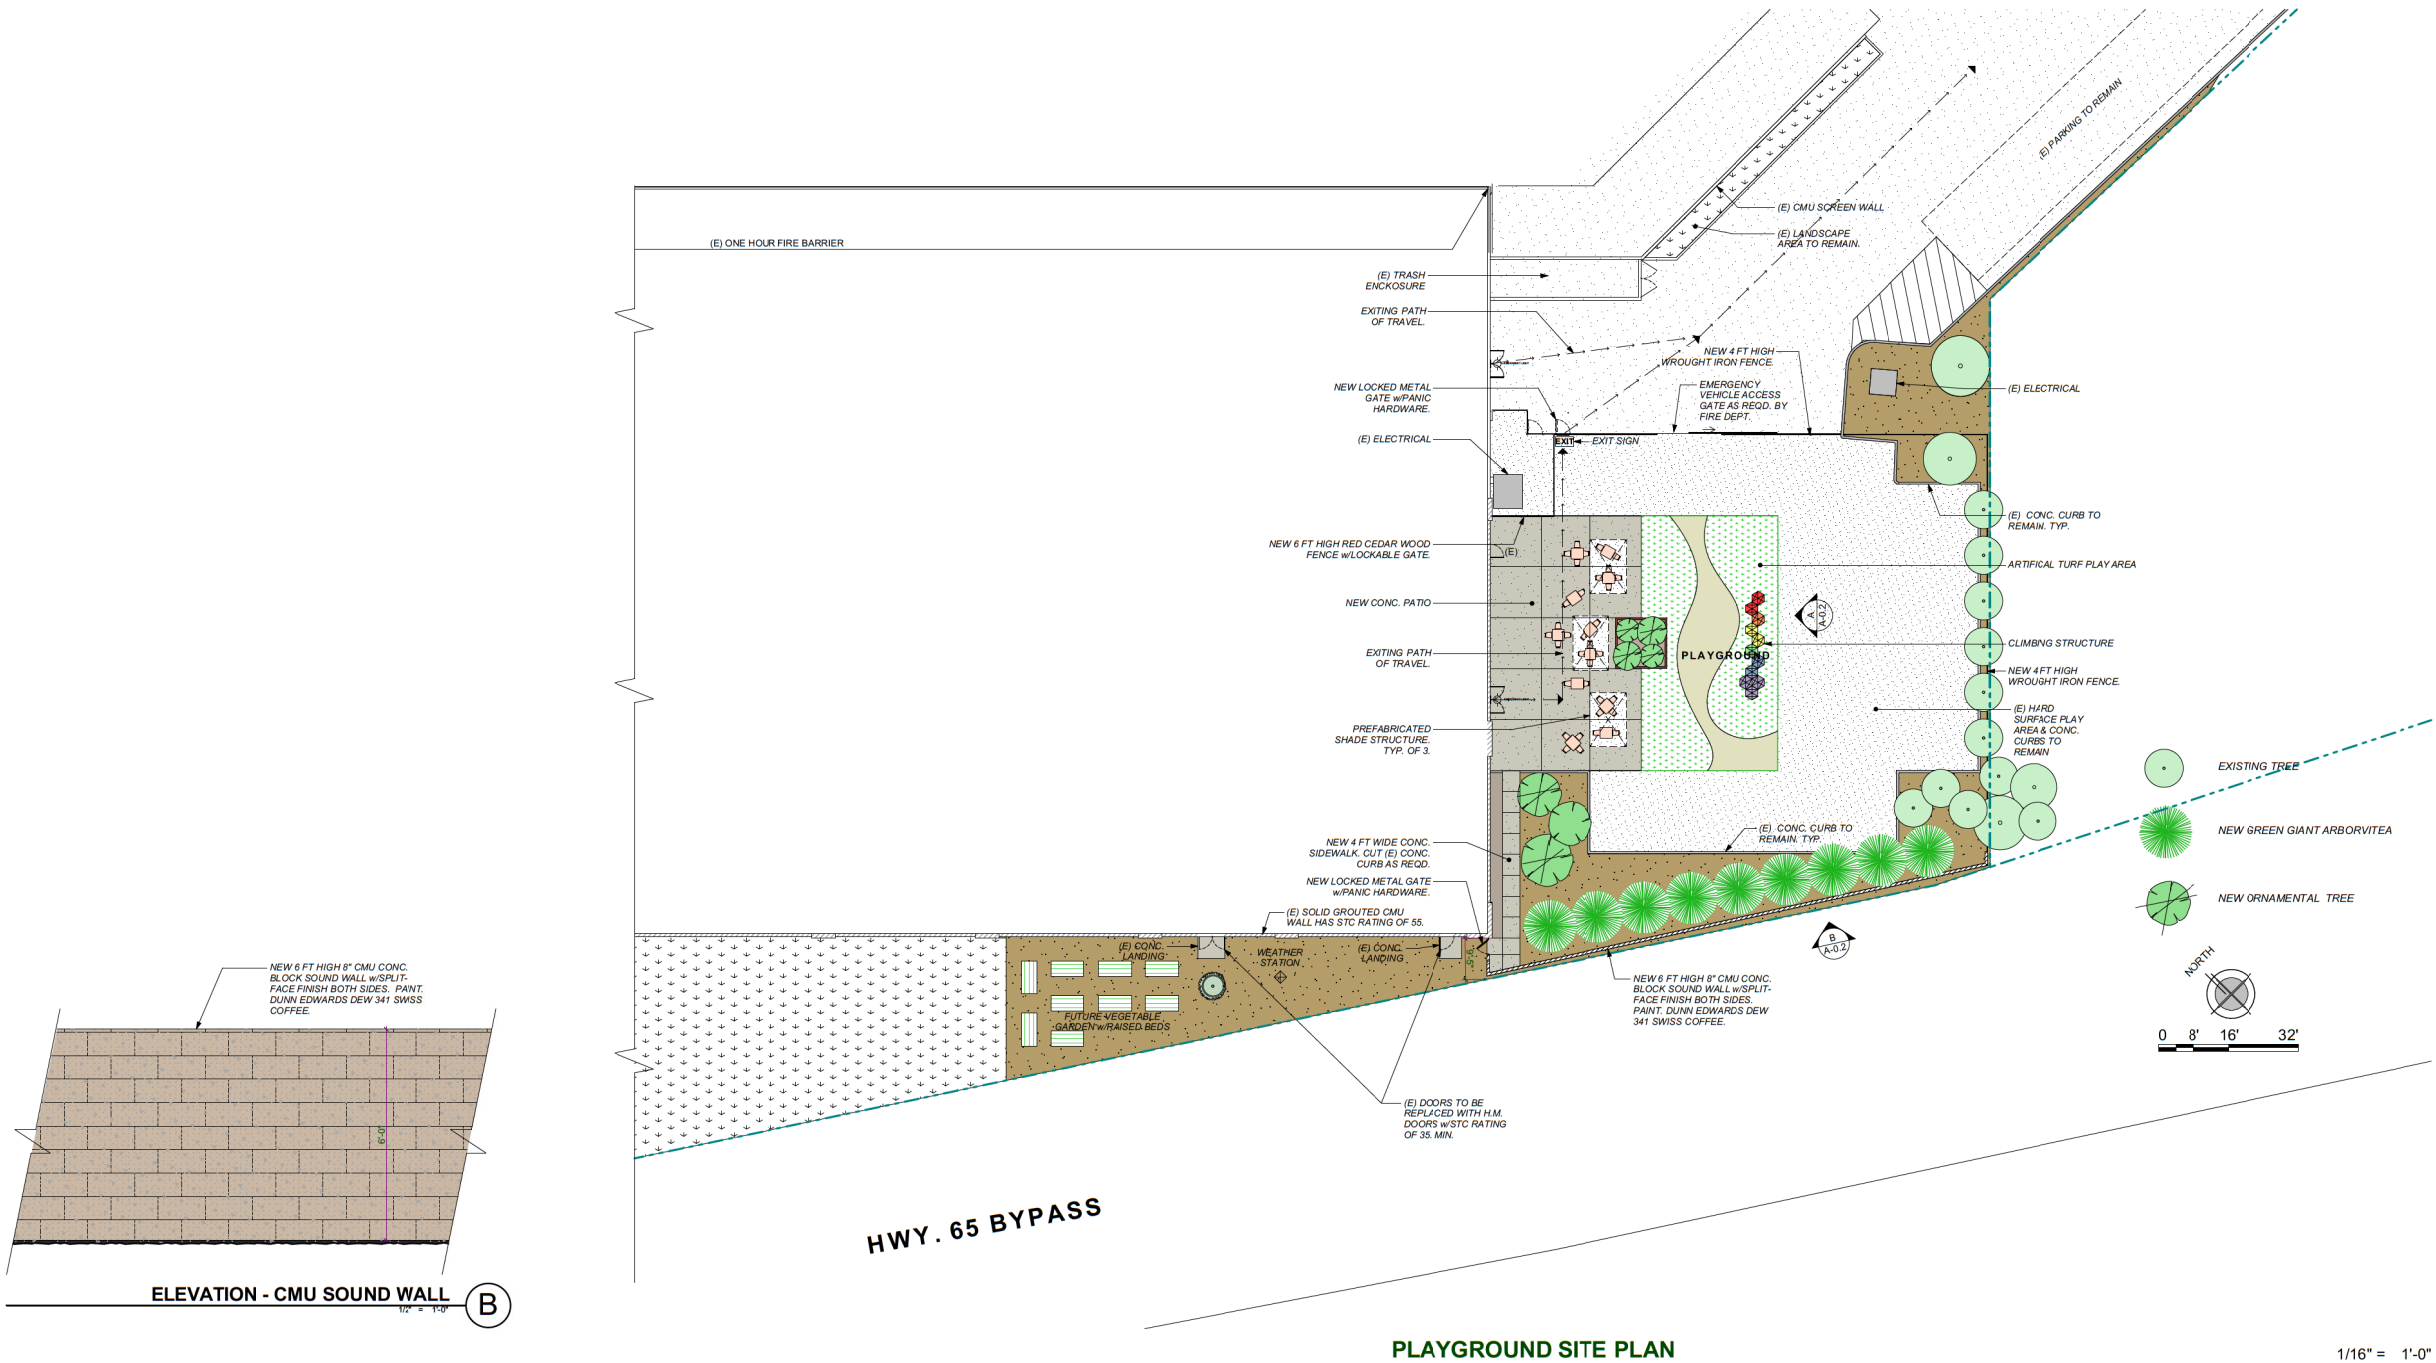 (E) PARKING TO REMAIN
(E) CMU SCREEN WALL
(E) LANDSCAPE
AREA TO REMAIN.
(E) ONE HOUR FIRE BARRIER
(E) TRASH
ENCKOSURE
EXITING PATH
OF TRAVEL.
NEW 4 FT HIGH
WROUGHT IRON FENCE.
NEW LOCKED METAL
GATE w/PANIC
HARDWARE.
EMERGENCY
VEHICLE ACCESS
GATE AS REQD. BY
FIRE DEPT.
(E) ELECTRICAL
(E) ELECTRICAL
EXIT
EXIT SIGN
(E) CONC. CURB TO
REMAIN. TYP.
NEW 6 FT HIGH RED CEDAR WOOD
FENCE w/LOCKABLE GATE.
(E)
ARTIFICAL TURF PLAY AREA
NEW CONC. PATIO
A
A-0.2
CLIMBING STRUCTURE
EXITING PATH
OF TRAVEL.
PLAYGROUND
NEW 4FT HIGH
WROUGHT IRON FENCE.
(E) HARD
SURFACE PLAY
AREA & CONC.
CURBS TO
REMAIN
PREFABRICATED
SHADE STRUCTURE.
TYP. OF 3.
EXISTING TREE
NEW GREEN GIANT ARBORVITEA
NEW ORNAMENTAL TREE
NEW 4 FT WIDE CONC.
SIDEWALK. CUT (E) CONC.
CURB AS REQD.
(E) CONC. CURB TO
REMAIN. TYP.
NEW LOCKED METAL GATE
w/PANIC HARDWARE.
(E) SOLID GROUTED CMU
WALL HAS STC RATING OF 55.
(E) CONC.
LANDING
WEATHER
STATION
(E) CONC.
LANDING
B
A-0.2
NORTH
0 8' 16' 32'
NEW 6 FT HIGH 8" CMU CONC.
BLOCK SOUND WALL w/SPLIT-
FACE FINISH BOTH SIDES.
PAINT. DUNN EDWARDS DEW
341 SWISS COFFEE.
FUTURE VEGETABLE
GARDEN w/RAISED BEDS
NEW 6 FT HIGH 8" CMU CONC.
BLOCK SOUND WALL w/SPLIT-
FACE FINISH BOTH SIDES. PAINT.
DUNN EDWARDS DEW 341 SWISS
COFFEE.
6'-0"
(E) DOORS TO BE
REPLACED WITH H.M.
DOORS w/STC RATING
OF 35. MIN.
HWY. 65 BYPASS
ELEVATION - CMU SOUND WALL
1/2" = 1'-0"
B
PLAYGROUND SITE PLAN
1/16" = 1'-0"